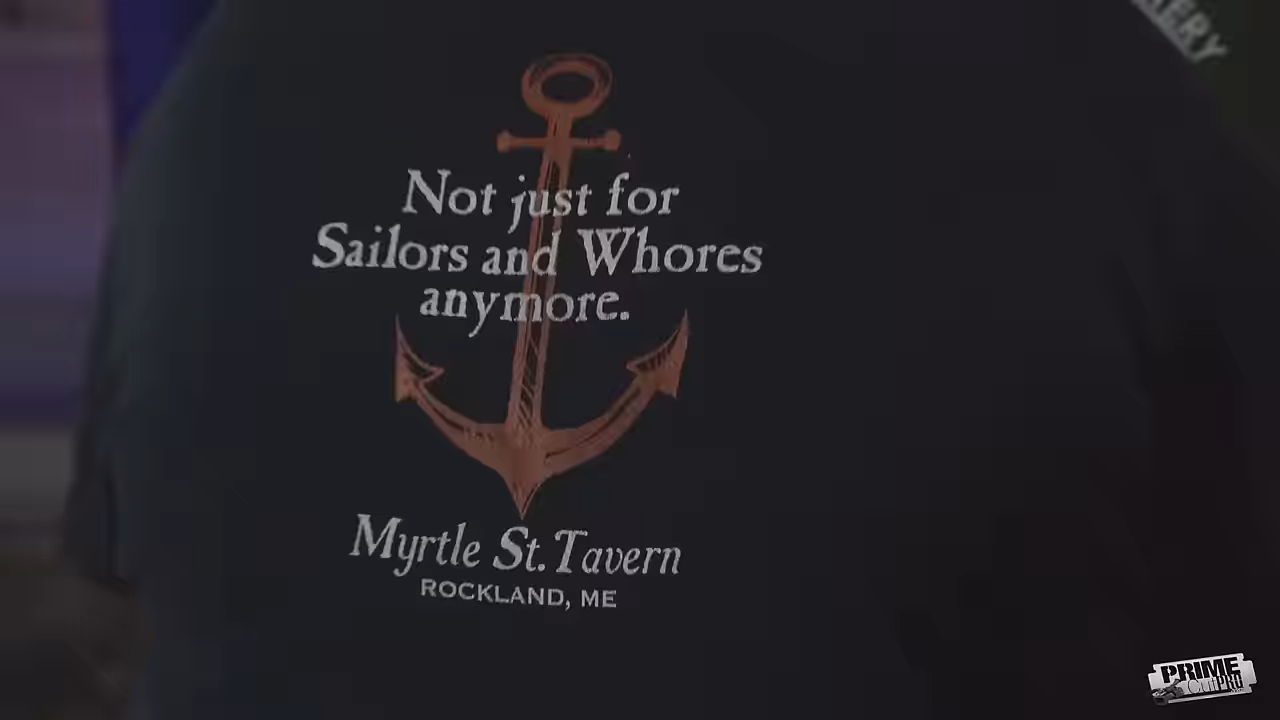 Not just for
Sailors and Whores
anymore.
Myrtle St. Tavern
ROCKLAND, ME
PRIME